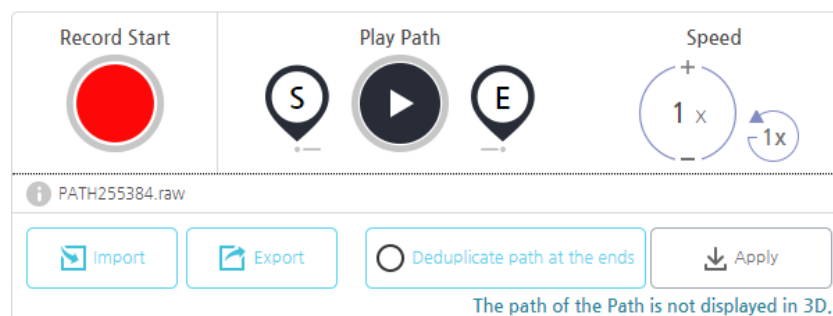 Record Start
Play Path
Speed
S
E
+
1 x
−
1x
PATH255384.raw
Import
Export
Deduplicate path at the ends
Apply
The path of the Path is not displayed in 3D.